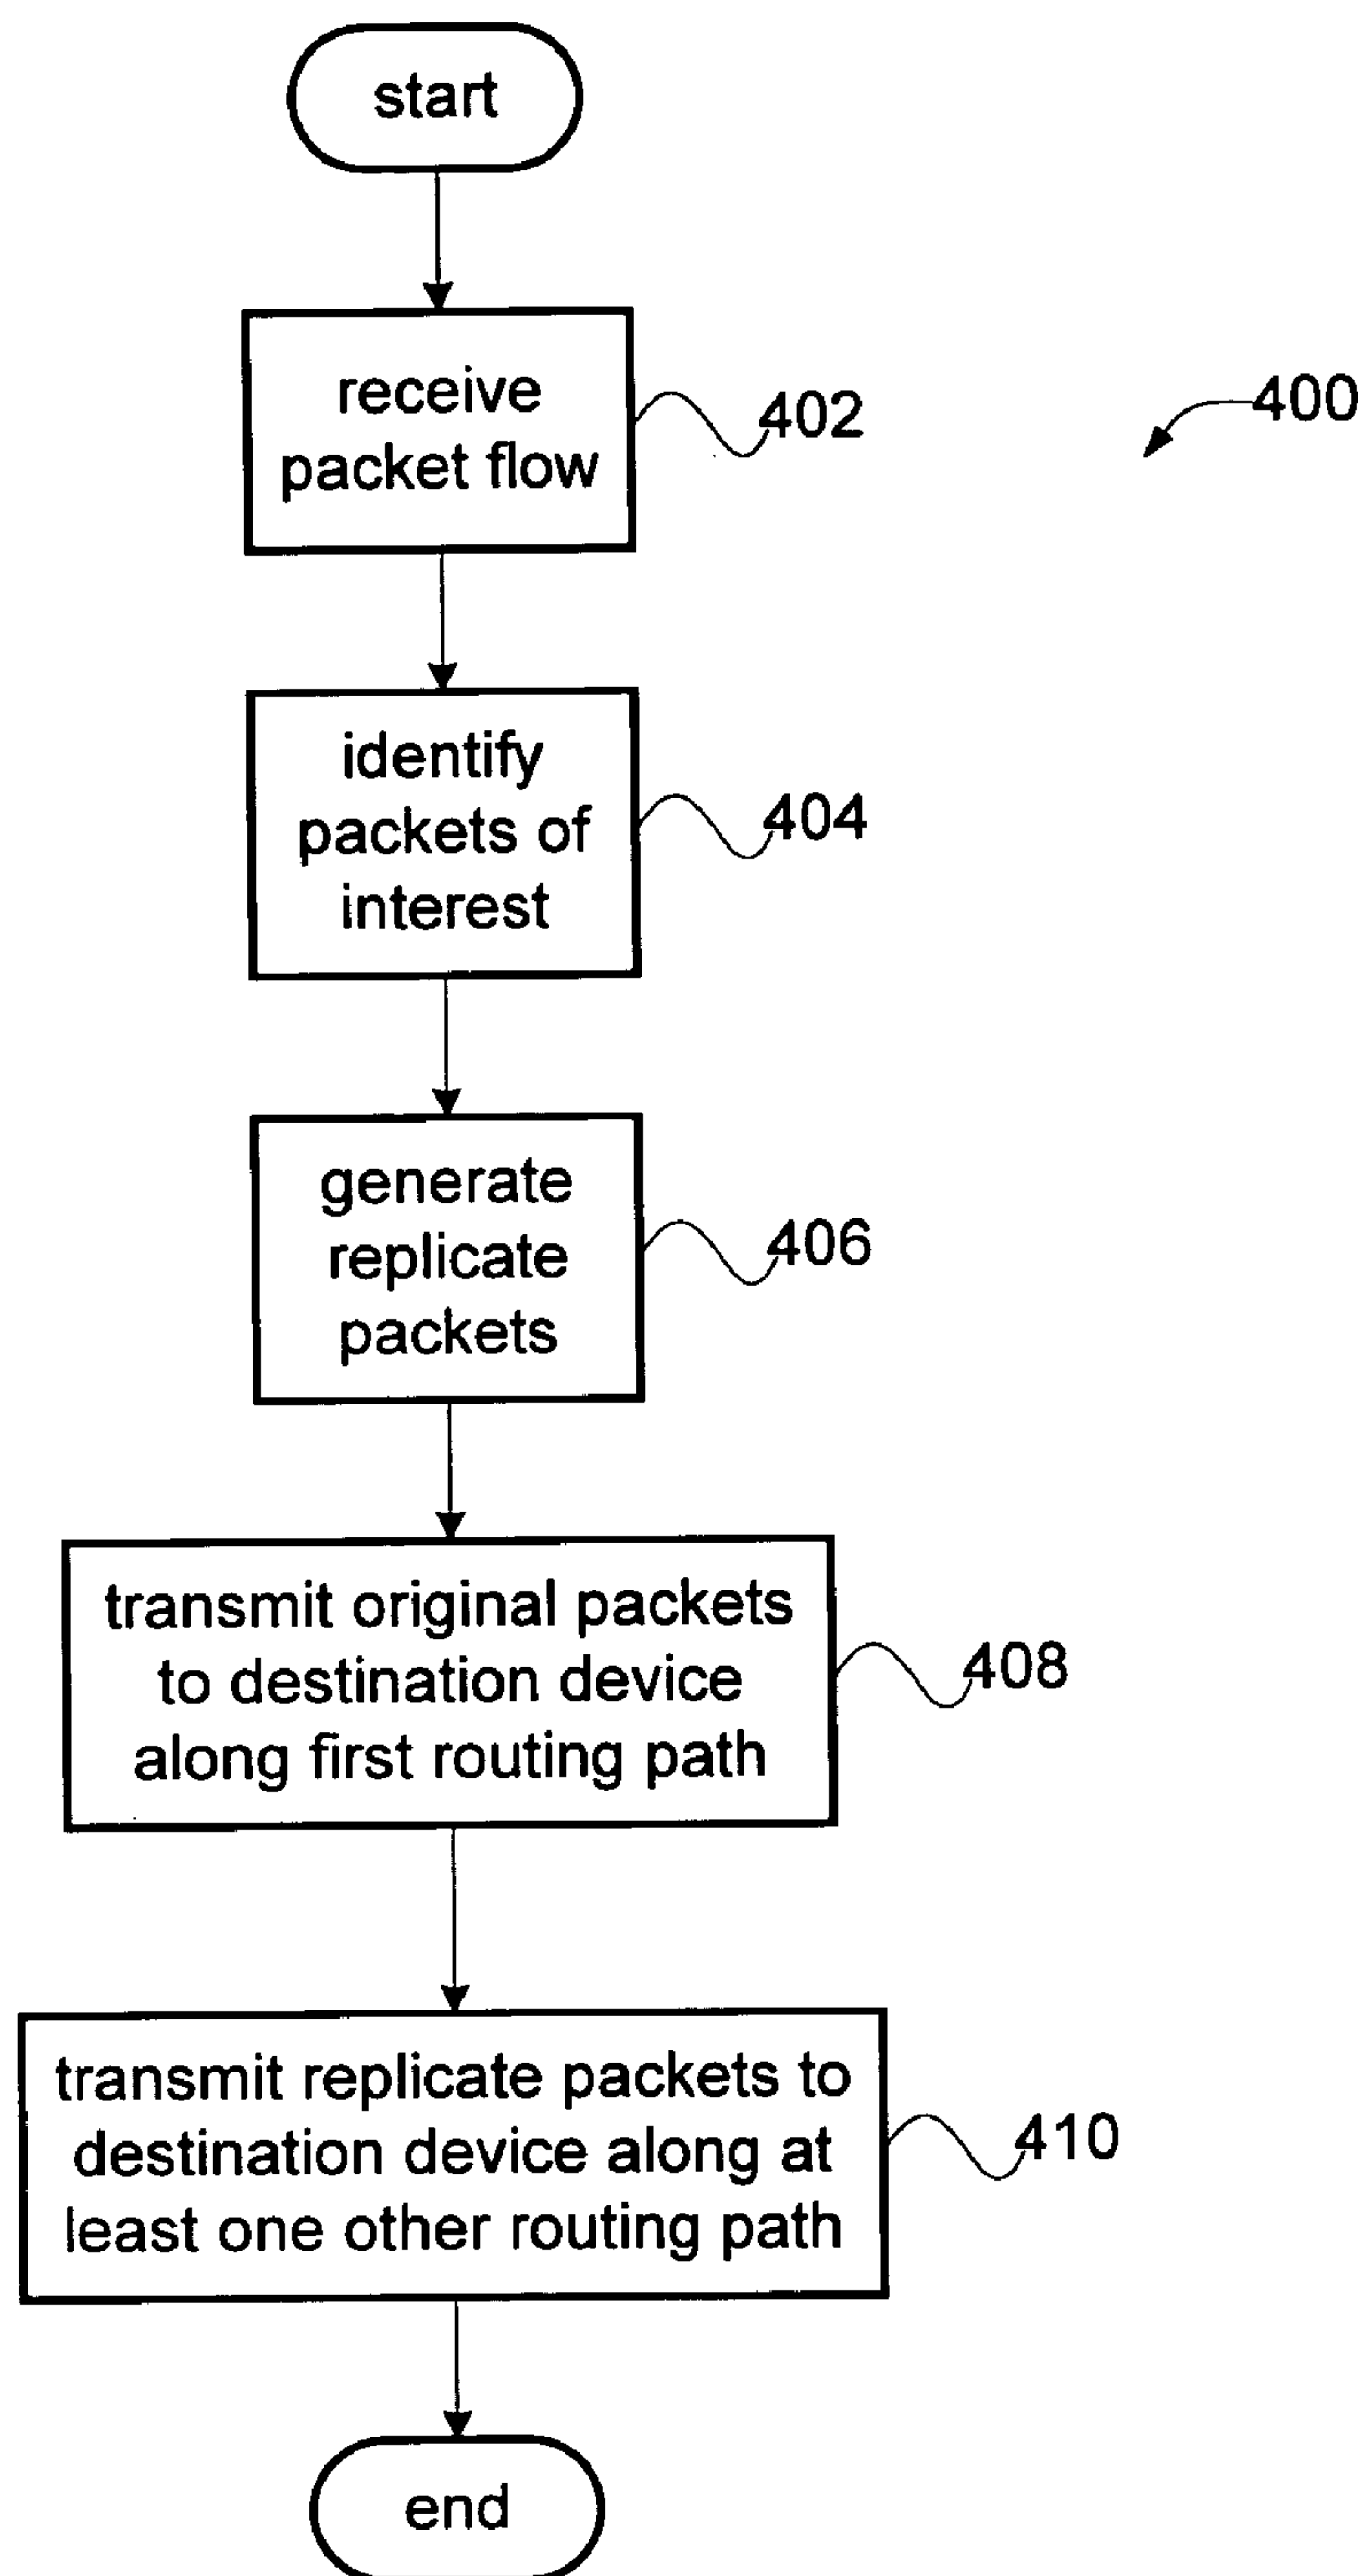 start
receive
packet flow
402
400
identify
packets of
interest
404
generate
replicate
packets
406
transmit original packets
to destination device
along first routing path
408
transmit replicate packets to
destination device along at
least one other routing path
410
end